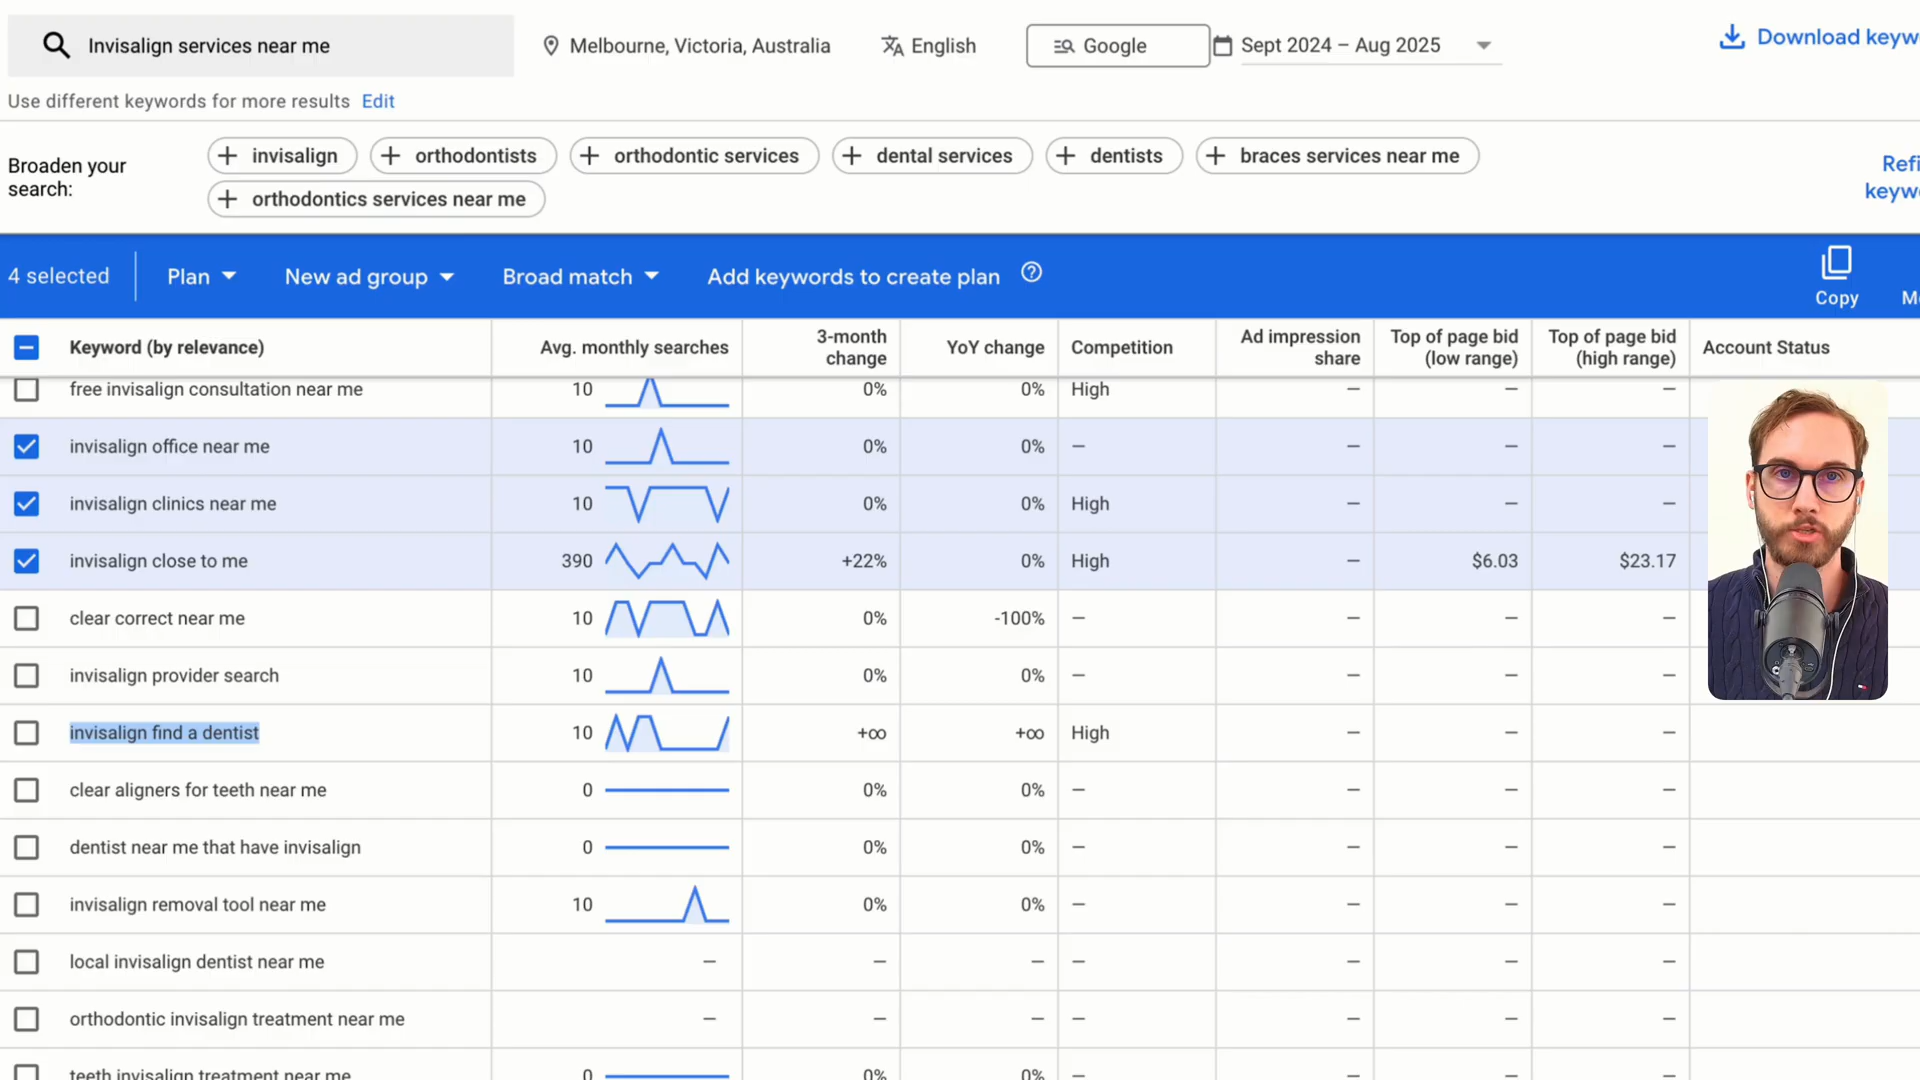 Invisalign services near me
Melbourne, Victoria, Australia
English
Google
Sept 2024 – Aug 2025
Download keyw
Use different keywords for more results Edit
Broaden your search:
invisalign
orthodontists
orthodontic services
dental services
dentists
braces services near me
orthodontics services near me
Refi
keywo
4 selected
Plan
New ad group
Broad match
Add keywords to create plan
Copy
Mo
Keyword (by relevance) Avg. monthly searches 3-month change YoY change Competition Ad impression share Top of page bid (low range) Top of page bid (high range) Account Status
free invisalign consultation near me 10 0% 0% High – – –
invisalign office near me 10 0% 0% – – – –
invisalign clinics near me 10 0% 0% High – – –
invisalign close to me 390 +22% 0% High – $6.03 $23.17
clear correct near me 10 0% -100% – – – –
invisalign provider search 10 0% 0% – – – –
invisalign find a dentist 10 +∞ +∞ High – – –
clear aligners for teeth near me 0 0% 0% – – – –
dentist near me that have invisalign 0 0% 0% – – – –
invisalign removal tool near me 10 0% 0% – – – –
local invisalign dentist near me – – – – – – –
orthodontic invisalign treatment near me – – – – – – –
teeth invisalign treatment near me 0 0% 0% – – – –